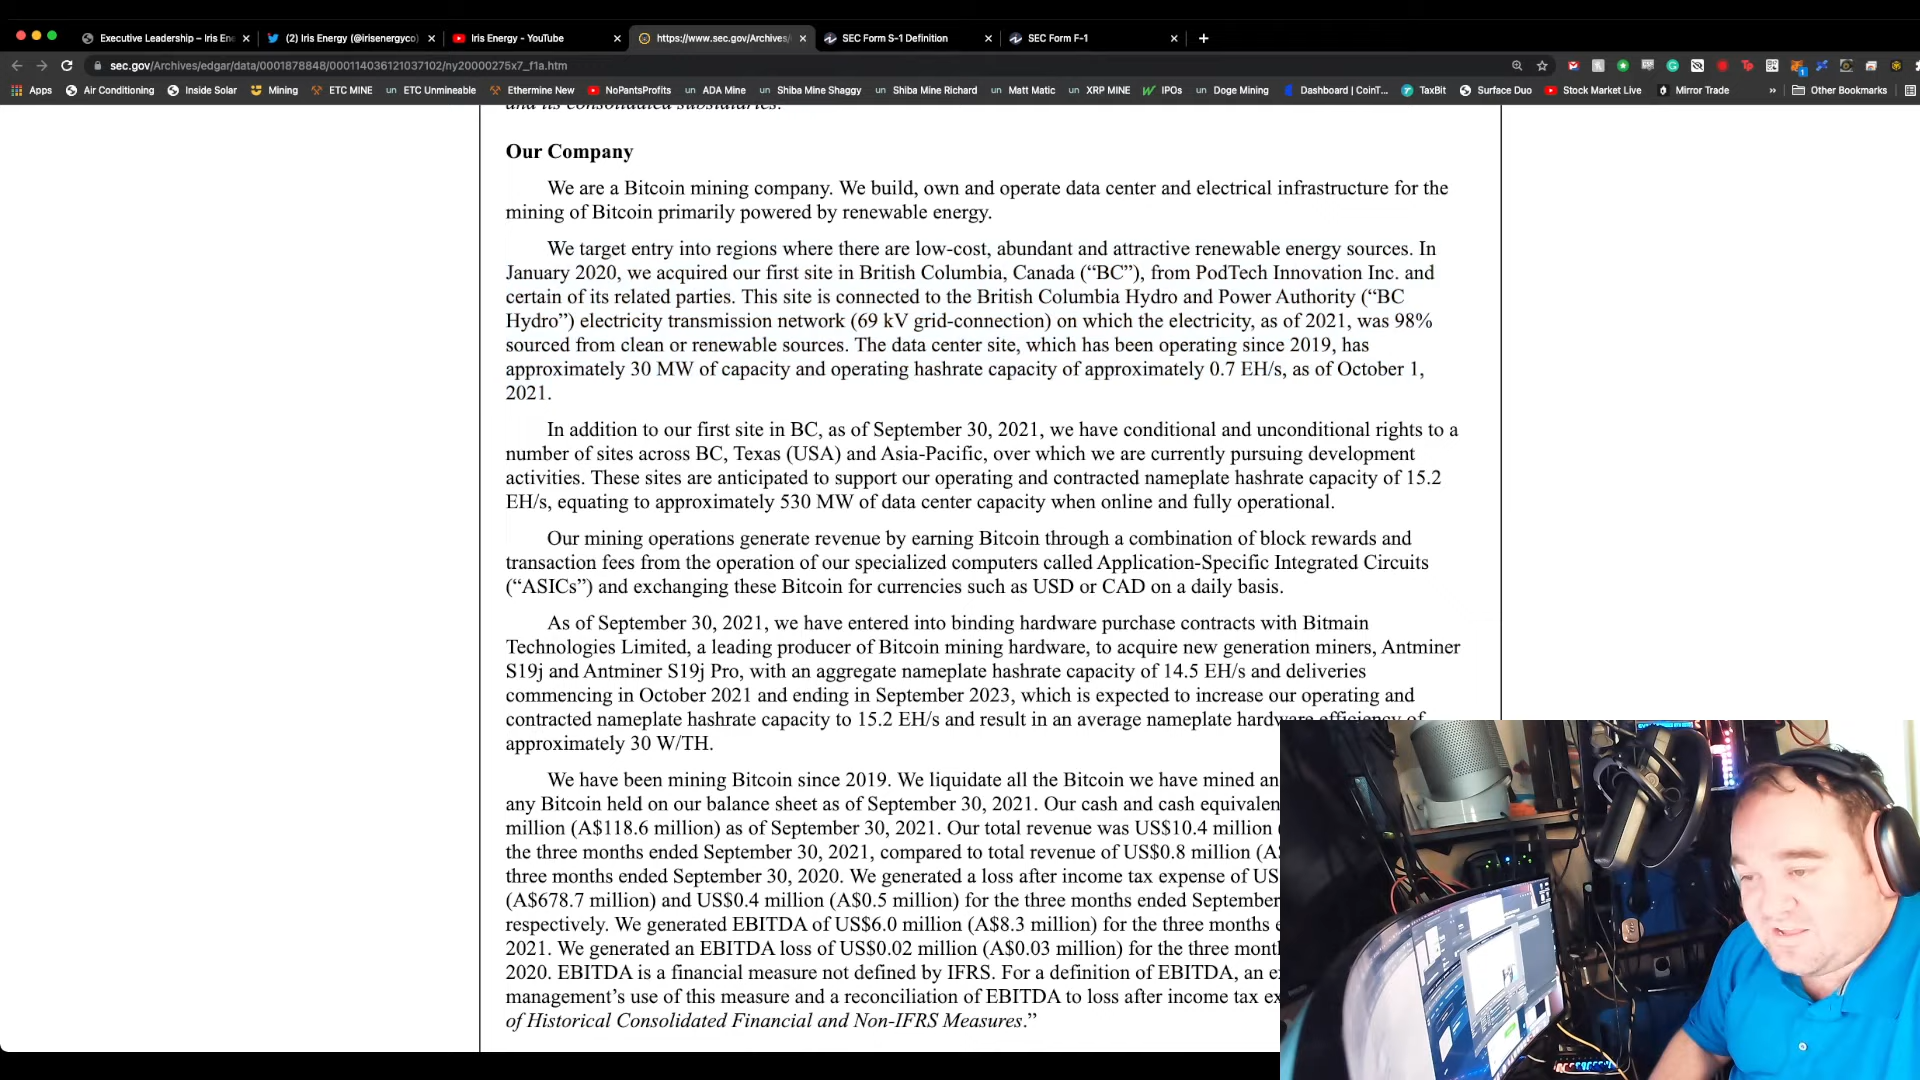 Executive Leadership – Iris Ene
(2) Iris Energy (@irisenergyco)
Iris Energy - YouTube
https://www.sec.gov/Archives/
SEC Form S-1 Definition
SEC Form F-1
sec.gov/Archives/edgar/data/0001878848/000114036121037102/ny20000275x7_f1a.htm
Apps
Air Conditioning
Inside Solar
Mining
ETC MINE
ETC Unmineable
Ethermine New
NoPantsProfits
ADA Mine
Shiba Mine Shaggy
Shiba Mine Richard
Matt Matic
XRP MINE
IPOs
Doge Mining
Dashboard | CoinT...
TaxBit
Surface Duo
Stock Market Live
Mirror Trade
»
Other Bookmarks
and its consolidated subsidiaries.
Our Company
We are a Bitcoin mining company. We build, own and operate data center and electrical infrastructure for the
mining of Bitcoin primarily powered by renewable energy.
We target entry into regions where there are low-cost, abundant and attractive renewable energy sources. In
January 2020, we acquired our first site in British Columbia, Canada (“BC”), from PodTech Innovation Inc. and
certain of its related parties. This site is connected to the British Columbia Hydro and Power Authority (“BC
Hydro”) electricity transmission network (69 kV grid-connection) on which the electricity, as of 2021, was 98%
sourced from clean or renewable sources. The data center site, which has been operating since 2019, has
approximately 30 MW of capacity and operating hashrate capacity of approximately 0.7 EH/s, as of October 1,
2021.
In addition to our first site in BC, as of September 30, 2021, we have conditional and unconditional rights to a
number of sites across BC, Texas (USA) and Asia-Pacific, over which we are currently pursuing development
activities. These sites are anticipated to support our operating and contracted nameplate hashrate capacity of 15.2
EH/s, equating to approximately 530 MW of data center capacity when online and fully operational.
Our mining operations generate revenue by earning Bitcoin through a combination of block rewards and
transaction fees from the operation of our specialized computers called Application-Specific Integrated Circuits
(“ASICs”) and exchanging these Bitcoin for currencies such as USD or CAD on a daily basis.
As of September 30, 2021, we have entered into binding hardware purchase contracts with Bitmain
Technologies Limited, a leading producer of Bitcoin mining hardware, to acquire new generation miners, Antminer
S19j and Antminer S19j Pro, with an aggregate nameplate hashrate capacity of 14.5 EH/s and deliveries
commencing in October 2021 and ending in September 2023, which is expected to increase our operating and
contracted nameplate hashrate capacity to 15.2 EH/s and result in an average nameplate hardware efficiency of
approximately 30 W/TH.
We have been mining Bitcoin since 2019. We liquidate all the Bitcoin we have mined an
any Bitcoin held on our balance sheet as of September 30, 2021. Our cash and cash equivalen
million (A$118.6 million) as of September 30, 2021. Our total revenue was US$10.4 million (
the three months ended September 30, 2021, compared to total revenue of US$0.8 million (A
three months ended September 30, 2020. We generated a loss after income tax expense of US
(A$678.7 million) and US$0.4 million (A$0.5 million) for the three months ended September
respectively. We generated EBITDA of US$6.0 million (A$8.3 million) for the three months e
2021. We generated an EBITDA loss of US$0.02 million (A$0.03 million) for the three mont
2020. EBITDA is a financial measure not defined by IFRS. For a definition of EBITDA, an e
management’s use of this measure and a reconciliation of EBITDA to loss after income tax ex
of Historical Consolidated Financial and Non-IFRS Measures.”